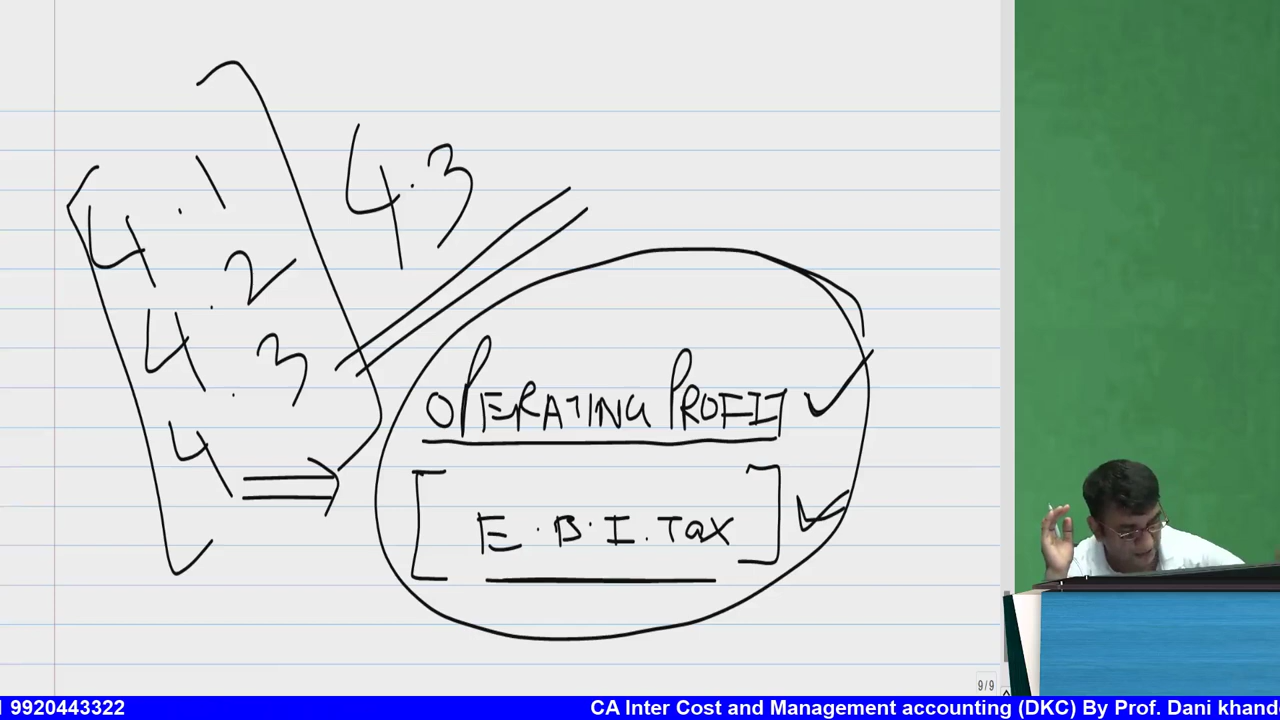 4.1
4.2
4.3
4
4.3
OPERATING PROFIT
[ E.B.I.Tax ]
9/9
9920443322
CA Inter Cost and Management accounting (DKC) By Prof. Dani khand